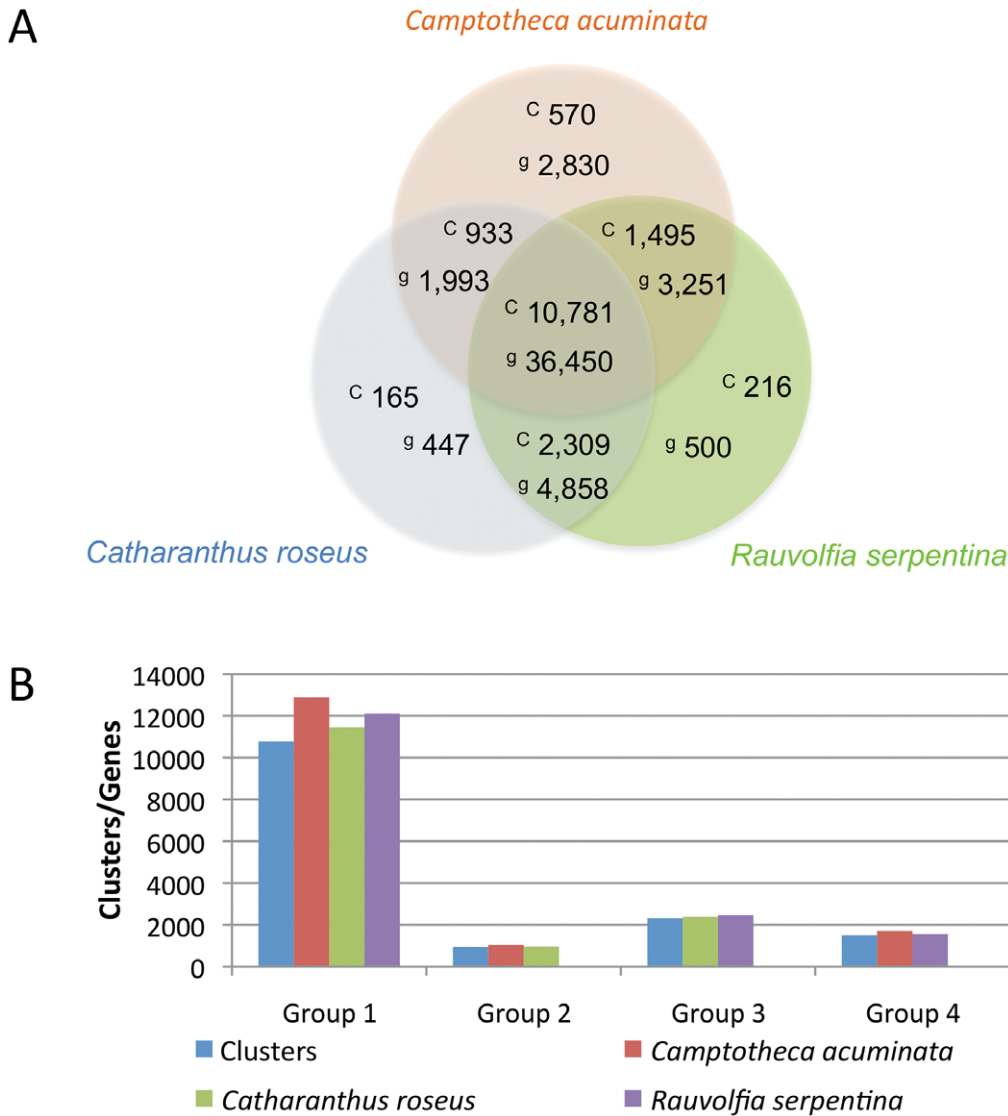 A
Camptotheca acuminata
C 570
g 2,830
C 933
C 1,495
g 1,993
g 3,251
C 10,781
g 36,450
C 165
C 216
g 447
C 2,309
g 500
g 4,858
Catharanthus roseus
Rauvolfia serpentina
B
Clusters/Genes
14000
12000
10000
8000
6000
4000
2000
0
Group 1
Group 2
Group 3
Group 4
Clusters
Camptotheca acuminata
Catharanthus roseus
Rauvolfia serpentina